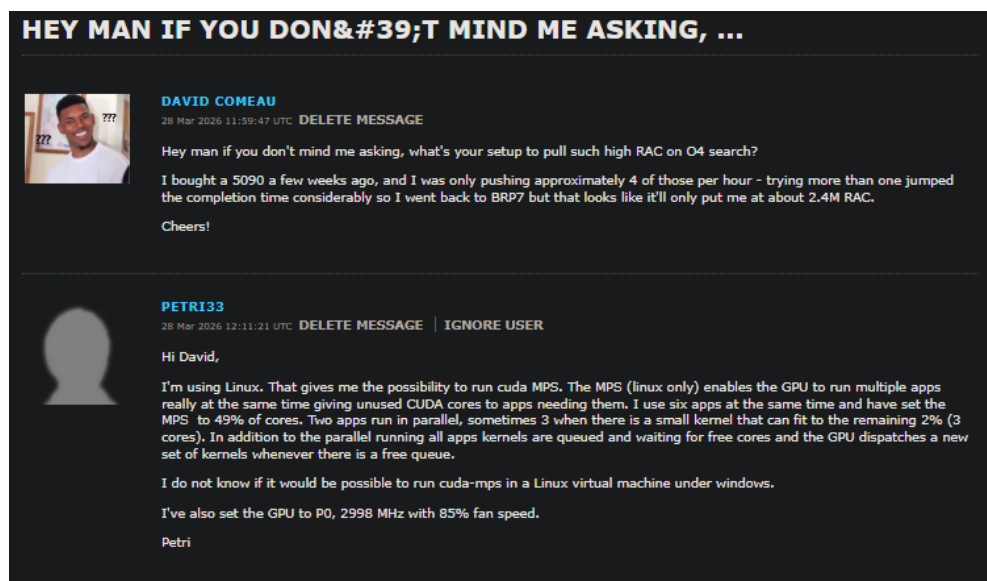 HEY MAN IF YOU DON&#39;T MIND ME ASKING, ...
??? ???
DAVID COMEAU
28 Mar 2026 11:59:47 UTC DELETE MESSAGE
Hey man if you don't mind me asking, what's your setup to pull such high RAC on O4 search?
I bought a 5090 a few weeks ago, and I was only pushing approximately 4 of those per hour - trying more than one jumped
the completion time considerably so I went back to BRP7 but that looks like it'll only put me at about 2.4M RAC.
Cheers!
PETRI33
28 Mar 2026 12:11:21 UTC DELETE MESSAGE | IGNORE USER
Hi David,
I'm using Linux. That gives me the possibility to run cuda MPS. The MPS (linux only) enables the GPU to run multiple apps
really at the same time giving unused CUDA cores to apps needing them. I use six apps at the same time and have set the
MPS to 49% of cores. Two apps run in parallel, sometimes 3 when there is a small kernel that can fit to the remaining 2% (3
cores). In addition to the parallel running all apps kernels are queued and waiting for free cores and the GPU dispatches a new
set of kernels whenever there is a free queue.
I do not know if it would be possible to run cuda-mps in a Linux virtual machine under windows.
I've also set the GPU to P0, 2998 MHz with 85% fan speed.
Petri